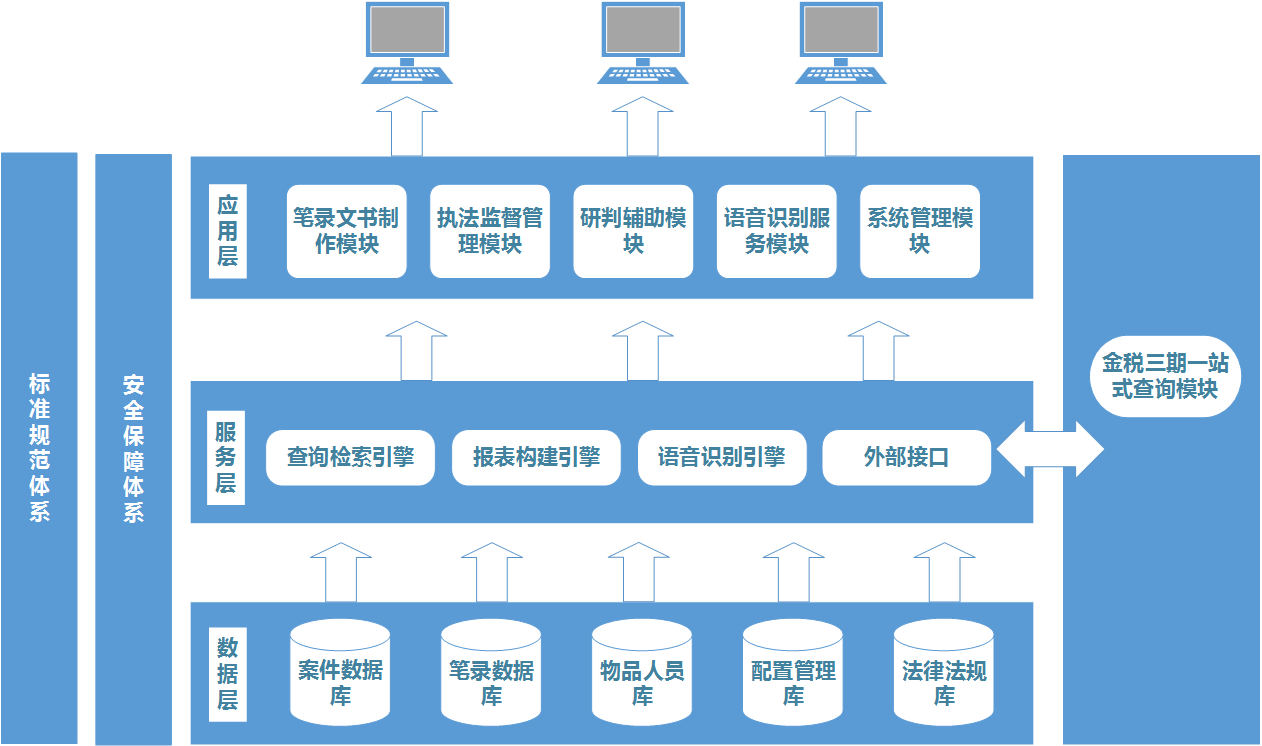 标准规范体系
安全保障体系
应用层
笔录文书制
作模块
执法监督管
理模块
研判辅助模
块
语音识别服
务模块
系统管理模
块
服务层
查询检索引擎
报表构建引擎
语音识别引擎
外部接口
金税三期一站
式查询模块
数据层
案件数据
库
笔录数据
库
物品人员
库
配置管理
库
法律法规
库